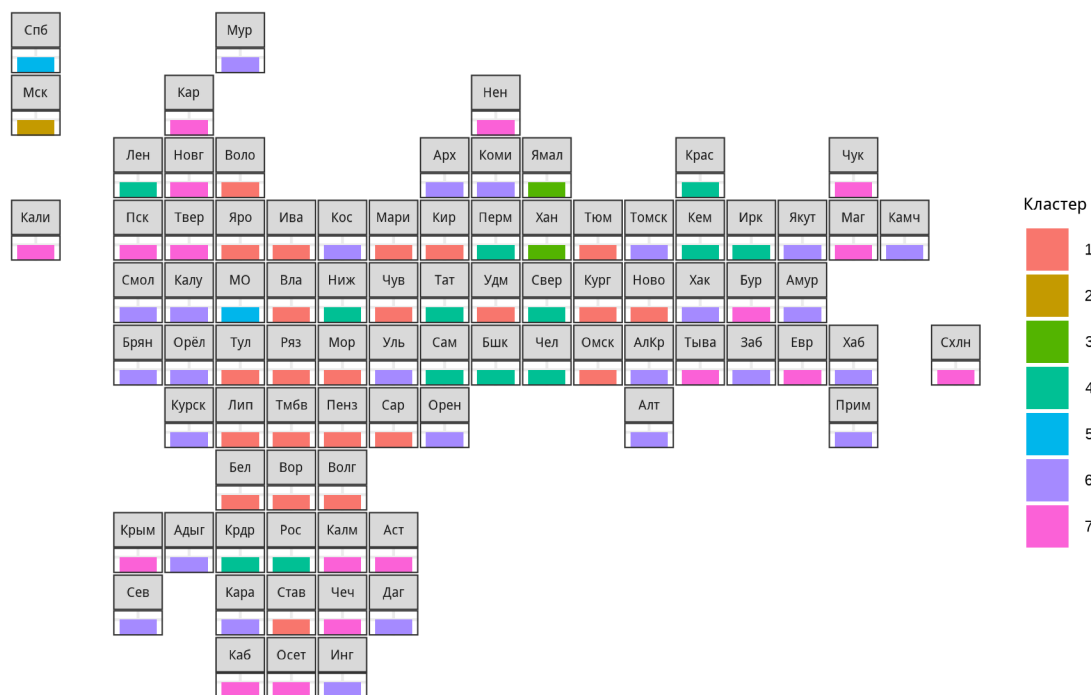 Спб Мур
Мск Кар Нен
Лен Новг Воло Арх Коми Ямал Крас Чук
Кали Пск Твер Яро Ива Кос Мари Кир Перм Хан Тюм Томск Кем Ирк Якут Маг Камч
Смол Калу МО Вла Ниж Чув Тат Удм Свер Кург Ново Хак Бур Амур
Брян Орёл Тул Ряз Мор Уль Сам Бшк Чел Омск АлКр Тыва Заб Евр Хаб Схлн
Курск Лип Тмбв Пенз Сар Орен Алт Прим
Бел Вор Волг
Крым Адыг Крдр Рос Калм Аст
Сев Кара Став Чеч Даг
Каб Осет Инг
Кластер
1
2
3
4
5
6
7